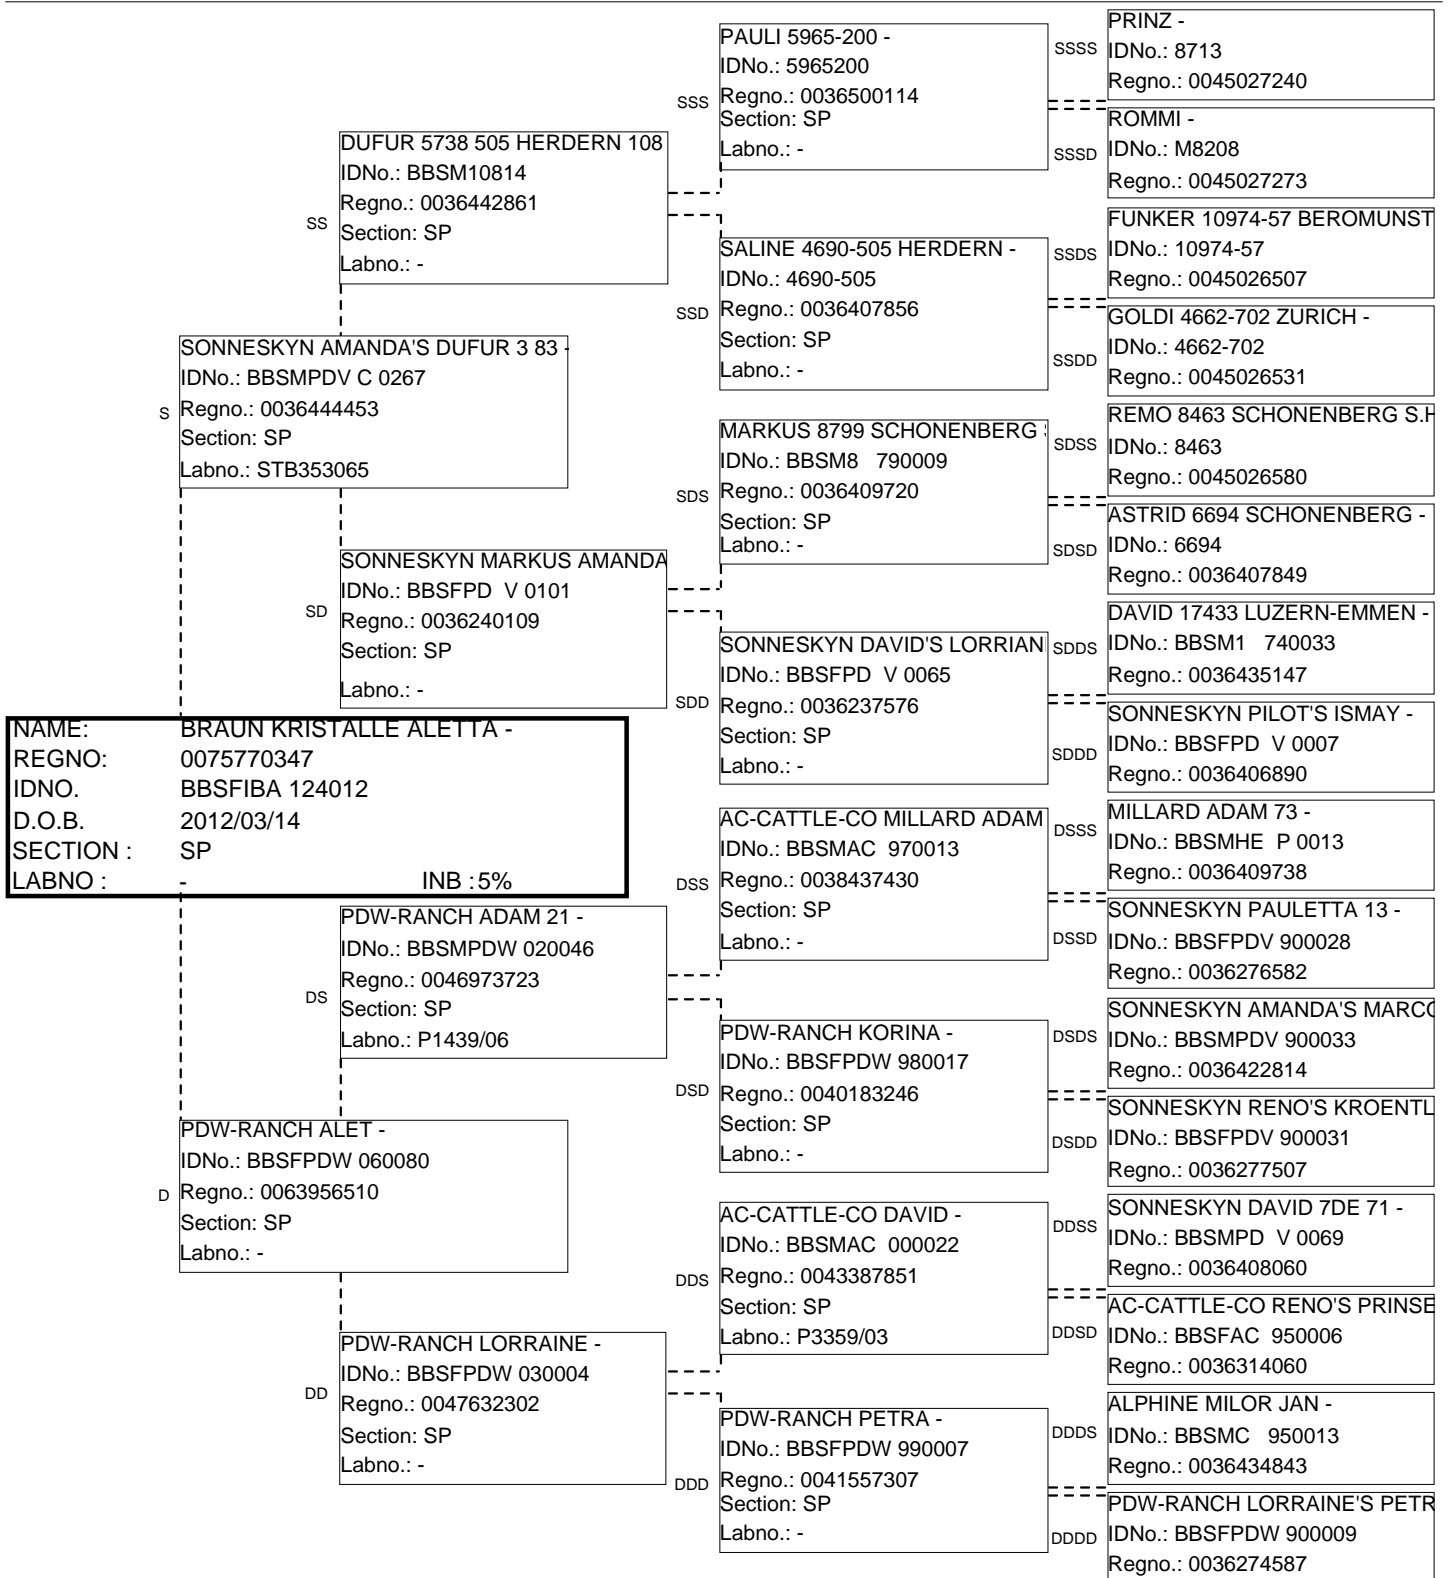 NAME: BRAUN KRISTALLE ALETTA -
REGNO: 0075770347
IDNO. BBSFIBA 124012
D.O.B. 2012/03/14
SECTION : SP
LABNO : - INB :5%
S
SONNESKYN AMANDA'S DUFUR 3 83 -
IDNo.: BBSMPDV C 0267
Regno.: 0036444453
Section: SP
Labno.: STB353065
D
PDW-RANCH ALET -
IDNo.: BBSFPDW 060080
Regno.: 0063956510
Section: SP
Labno.: -
SS
DUFUR 5738 505 HERDERN 108
IDNo.: BBSM10814
Regno.: 0036442861
Section: SP
Labno.: -
SD
SONNESKYN MARKUS AMANDA
IDNo.: BBSFPD V 0101
Regno.: 0036240109
Section: SP
Labno.: -
DS
PDW-RANCH ADAM 21 -
IDNo.: BBSMPDW 020046
Regno.: 0046973723
Section: SP
Labno.: P1439/06
DD
PDW-RANCH LORRAINE -
IDNo.: BBSFPDW 030004
Regno.: 0047632302
Section: SP
Labno.: -
SSS
PAULI 5965-200 -
IDNo.: 5965200
Regno.: 0036500114
Section: SP
Labno.: -
SSD
SALINE 4690-505 HERDERN -
IDNo.: 4690-505
Regno.: 0036407856
Section: SP
Labno.: -
SDS
MARKUS 8799 SCHONENBERG
IDNo.: BBSM8 790009
Regno.: 0036409720
Section: SP
Labno.: -
SDD
SONNESKYN DAVID'S LORRIAN
IDNo.: BBSFPD V 0065
Regno.: 0036237576
Section: SP
Labno.: -
DSS
AC-CATTLE-CO MILLARD ADAM
IDNo.: BBSMAC 970013
Regno.: 0038437430
Section: SP
Labno.: -
DSD
PDW-RANCH KORINA -
IDNo.: BBSFPDW 980017
Regno.: 0040183246
Section: SP
Labno.: -
DDS
AC-CATTLE-CO DAVID -
IDNo.: BBSMAC 000022
Regno.: 0043387851
Section: SP
Labno.: P3359/03
DDD
PDW-RANCH PETRA -
IDNo.: BBSFPDW 990007
Regno.: 0041557307
Section: SP
Labno.: -
SSSS
PRINZ -
IDNo.: 8713
Regno.: 0045027240
SSSD
ROMMI -
IDNo.: M8208
Regno.: 0045027273
SSDS
FUNKER 10974-57 BEROMUNST
IDNo.: 10974-57
Regno.: 0045026507
SSDD
GOLDI 4662-702 ZURICH -
IDNo.: 4662-702
Regno.: 0045026531
SDSS
REMO 8463 SCHONENBERG S.H
IDNo.: 8463
Regno.: 0045026580
SDSD
ASTRID 6694 SCHONENBERG -
IDNo.: 6694
Regno.: 0036407849
SDDS
DAVID 17433 LUZERN-EMMEN -
IDNo.: BBSM1 740033
Regno.: 0036435147
SDDD
SONNESKYN PILOT'S ISMAY -
IDNo.: BBSFPD V 0007
Regno.: 0036406890
DSSS
MILLARD ADAM 73 -
IDNo.: BBSMHE P 0013
Regno.: 0036409738
DSSD
SONNESKYN PAULETTA 13 -
IDNo.: BBSFPDV 900028
Regno.: 0036276582
DSDS
SONNESKYN AMANDA'S MARCO
IDNo.: BBSMPDV 900033
Regno.: 0036422814
DSDD
SONNESKYN RENO'S KROENTL
IDNo.: BBSFPDV 900031
Regno.: 0036277507
DDSS
SONNESKYN DAVID 7DE 71 -
IDNo.: BBSMPD V 0069
Regno.: 0036408060
DDSD
AC-CATTLE-CO RENO'S PRINSE
IDNo.: BBSFAC 950006
Regno.: 0036314060
DDDS
ALPHINE MILOR JAN -
IDNo.: BBSMC 950013
Regno.: 0036434843
DDDD
PDW-RANCH LORRAINE'S PETR
IDNo.: BBSFPDW 900009
Regno.: 0036274587